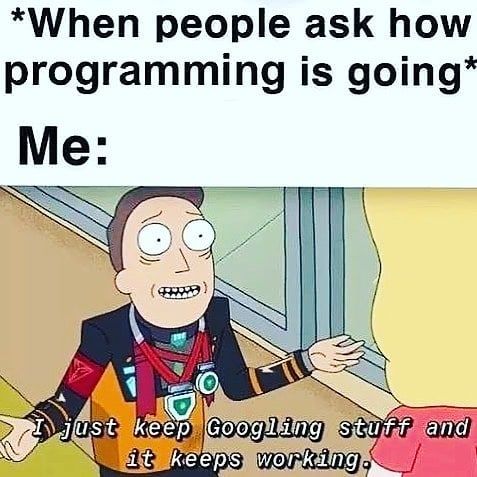 *When people ask how
programming is going*
Me:
I just keep Googling stuff and
it keeps working.